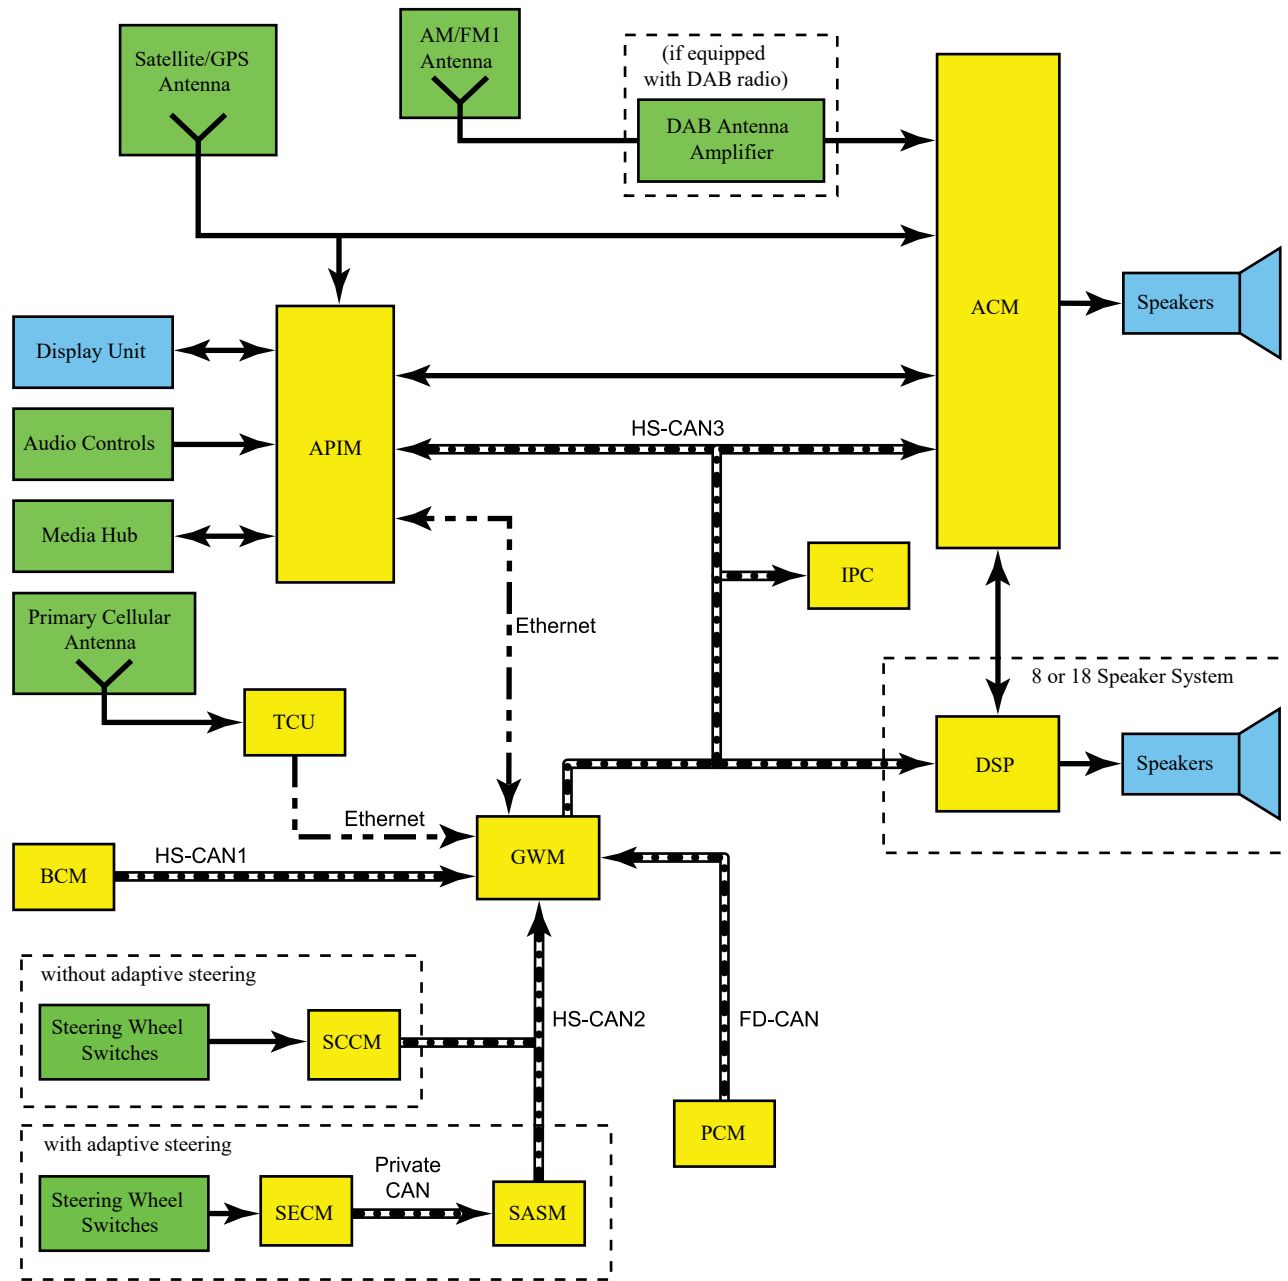 Satellite/GPS
Antenna
AM/FM1
Antenna
(if equipped
with DAB radio)
DAB Antenna
Amplifier
ACM
Speakers
Display Unit
Audio Controls
APIM
HS-CAN3
Media Hub
IPC
Primary Cellular
Antenna
Ethernet
8 or 18 Speaker System
TCU
DSP
Speakers
Ethernet
GWM
HS-CAN1
BCM
without adaptive steering
Steering Wheel
Switches
SCCM
HS-CAN2
FD-CAN
PCM
with adaptive steering
Private
CAN
Steering Wheel
Switches
SECM
SASM